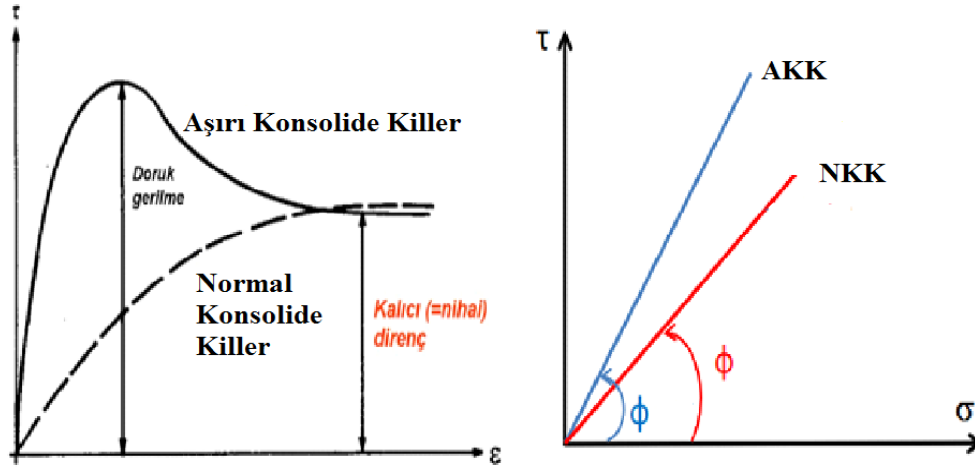 τ
Aşırı Konsolide Killer
Doruk
gerilme
Normal
Konsolide
Killer
Kalıcı (=nihai)
direnç
ε
τ
AKK
NKK
ϕ
ϕ
σ